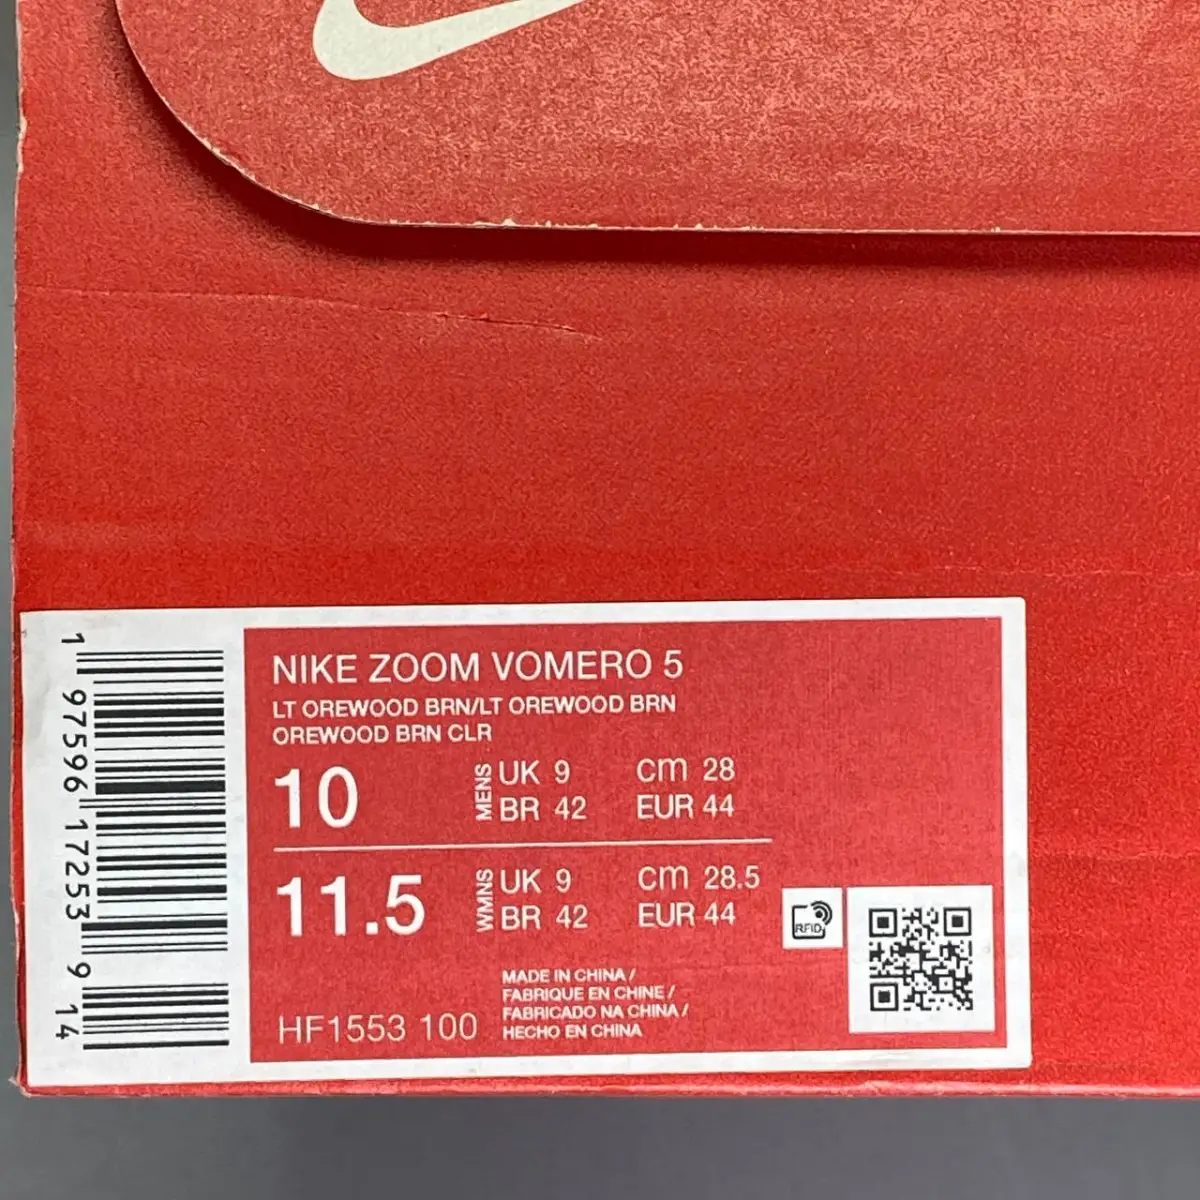 NIKE ZOOM VOMERO 5
LT OREWOOD BRN/LT OREWOOD BRN
OREWOOD BRN CLR
10 MENS UK 9 cm 28
BR 42 EUR 44
11.5 WMNS UK 9 cm 28.5
BR 42 EUR 44
RFID
MADE IN CHINA /
FABRIQUE EN CHINE /
FABRICADO NA CHINA /
HECHO EN CHINA
HF1553 100
1 97596 17253 9 14